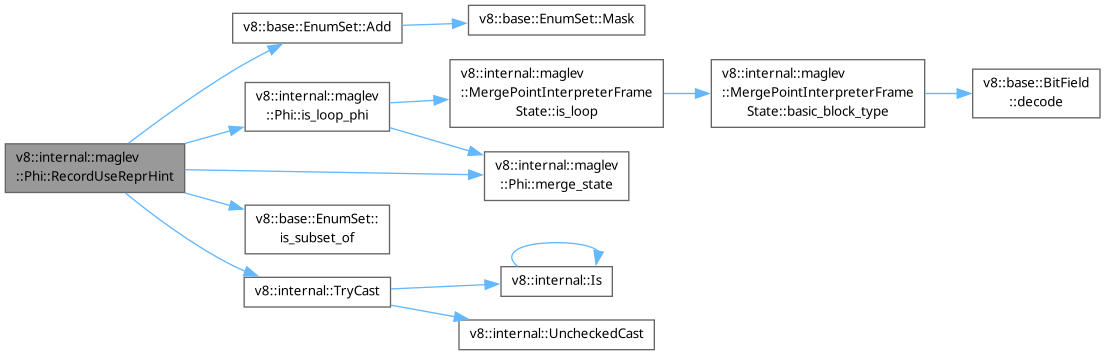 v8::base::EnumSet::Add
v8::base::EnumSet::Mask
v8::internal::maglev
::Phi::is_loop_phi
v8::internal::maglev
::MergePointInterpreterFrame
State::is_loop
v8::internal::maglev
::MergePointInterpreterFrame
State::basic_block_type
v8::base::BitField
::decode
v8::internal::maglev
::Phi::RecordUseReprHint
v8::internal::maglev
::Phi::merge_state
v8::base::EnumSet::
is_subset_of
v8::internal::TryCast
v8::internal::Is
v8::internal::UncheckedCast